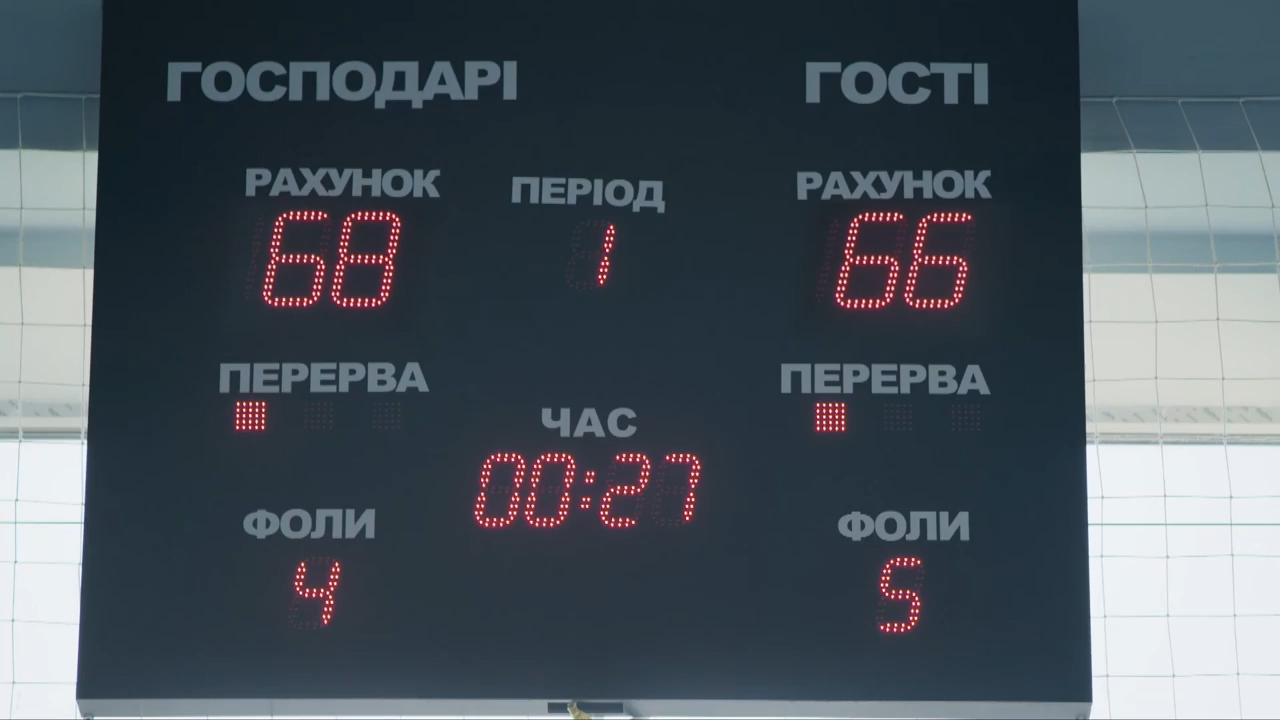 ГОСПОДАРІ ГОСТІ
РАХУНОК ПЕРІОД РАХУНОК
68 1 66
ПЕРЕРВА ПЕРЕРВА
ЧАС
00:27
ФОЛИ ФОЛИ
4 5